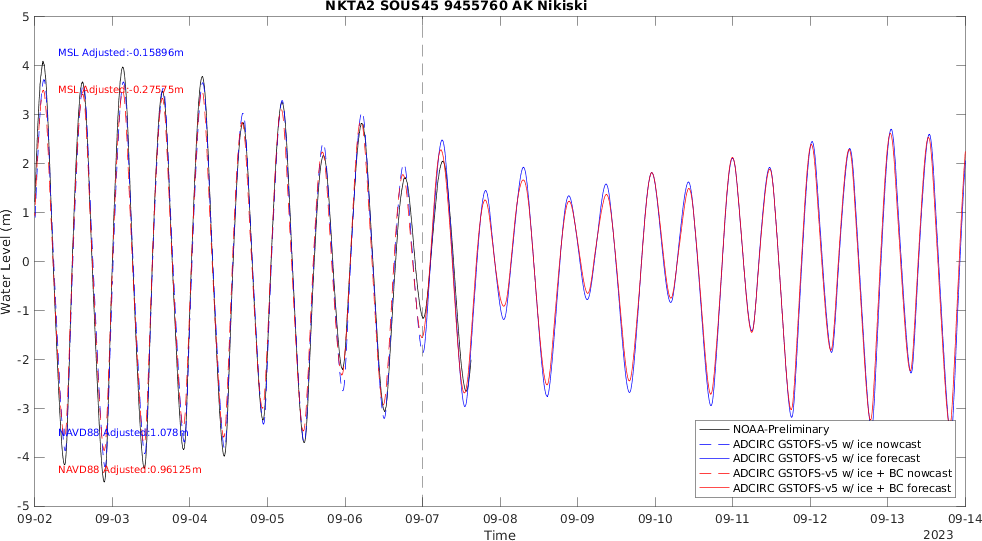 NKTA2 SOUS45 9455760 AK Nikiski
5
4
3
2
1
0
-1
-2
-3
-4
-5
Water Level (m)
MSL Adjusted:-0.15896m
MSL Adjusted:-0.27575m
NAVD88 Adjusted:1.078m
NAVD88 Adjusted:0.96125m
NOAA-Preliminary
ADCIRC GSTOFS-v5 w/ ice nowcast
ADCIRC GSTOFS-v5 w/ ice forecast
ADCIRC GSTOFS-v5 w/ ice + BC nowcast
ADCIRC GSTOFS-v5 w/ ice + BC forecast
09-02 09-03 09-04 09-05 09-06 09-07 09-08 09-09 09-10 09-11 09-12 09-13 09-14
Time
2023